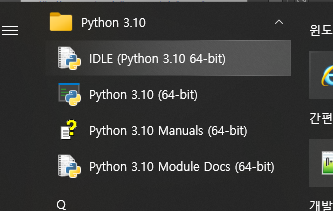 Python 3.10
IDLE (Python 3.10 64-bit)
Python 3.10 (64-bit)
Python 3.10 Manuals (64-bit)
Python 3.10 Module Docs (64-bit)
Q
윈도
간편
개발